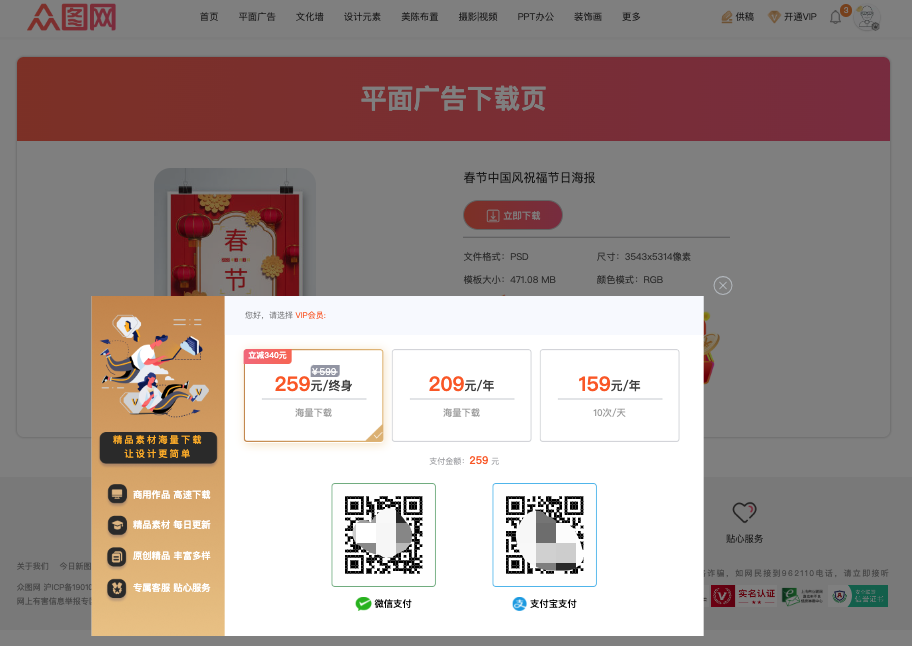 众图网
首页 平面广告 文化墙 设计元素 美陈布置 摄影|视频 PPT办公 装饰画 更多
供稿 开通VIP 3
平面广告下载页
春节中国风祝福节日海报
立即下载
文件格式：PSD 尺寸：3543x5314像素
模板大小：471.08 MB 颜色模式：RGB
春
节
您好，请选择 VIP会员:
立减340元
¥599
259元/终身 209元/年 159元/年
海量下载 海量下载 10次/天
支付金额：259 元
微信支付 支付宝支付
精品素材海量下载
让设计更简单
商用作品 高速下载
精品素材 每日更新
原创精品 丰富多样
专属客服 贴心服务
贴心服务
关于我们 今日新图
众图网 沪ICP备1901
网上有害信息举报专
诈骗，如网民接到962110电话，请立即接听
实名认证